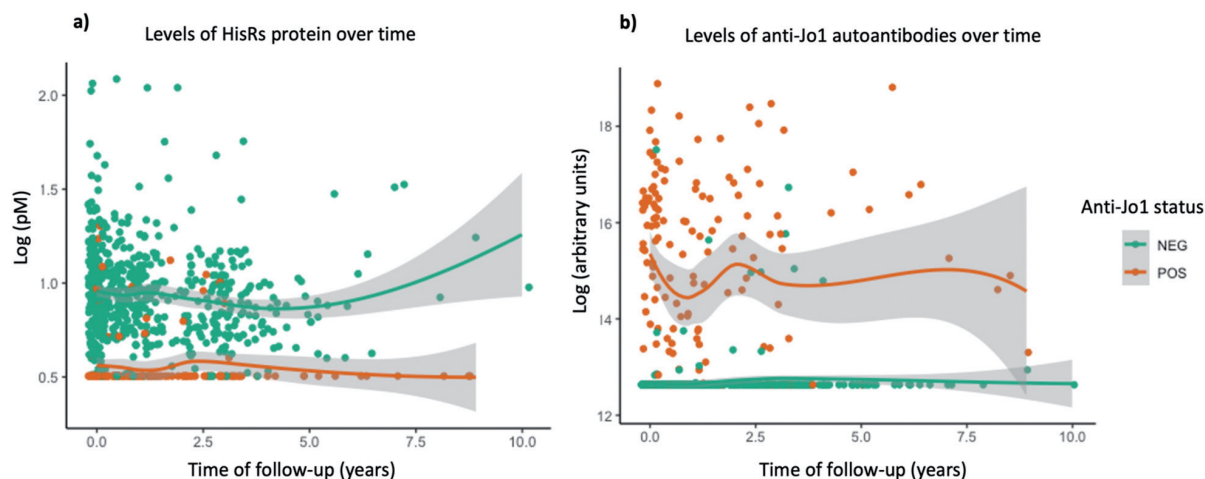 a)
Levels of HisRs protein over time
Log (pM)
2.0
1.5
1.0
0.5
0.0
2.5
5.0
7.5
10.0
Time of follow-up (years)
b)
Levels of anti-Jo1 autoantibodies over time
Log (arbitrary units)
18
16
14
12
0.0
2.5
5.0
7.5
10.0
Time of follow-up (years)
Anti-Jo1 status
NEG
POS